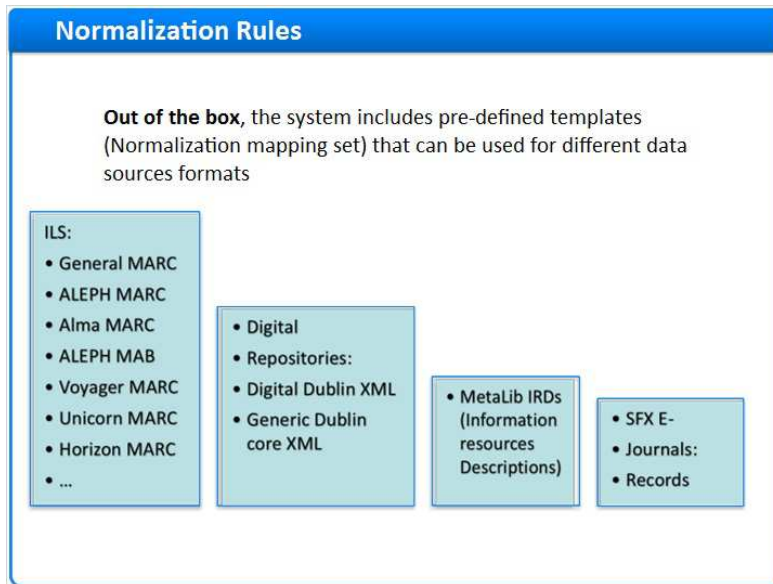 Normalization Rules
Out of the box, the system includes pre-defined templates
(Normalization mapping set) that can be used for different data
sources formats
ILS:
• General MARC
• ALEPH MARC
• Alma MARC
• ALEPH MAB
• Voyager MARC
• Unicorn MARC
• Horizon MARC
• ...
• Digital
• Repositories:
• Digital Dublin XML
• Generic Dublin
core XML
• MetaLib IRDs
(Information
resources
Descriptions)
• SFX E-
• Journals:
• Records